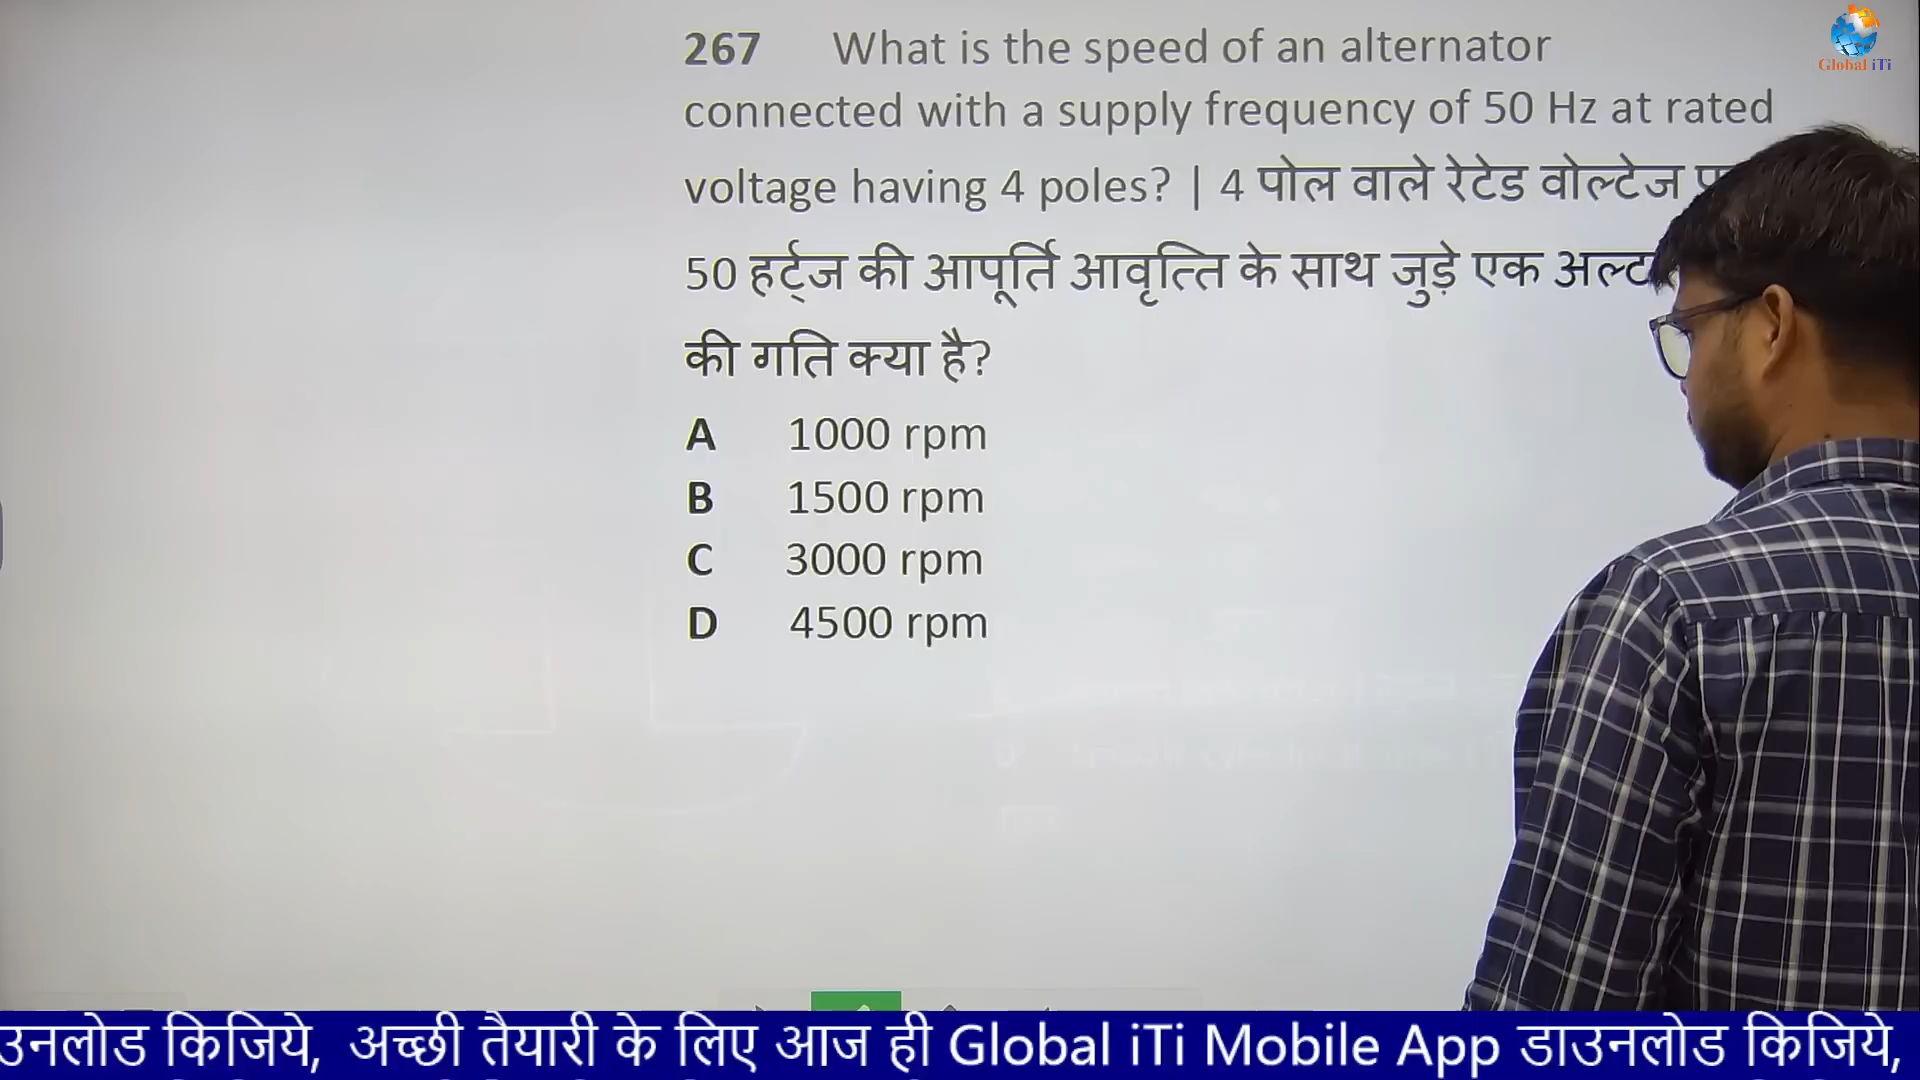 267 What is the speed of an alternator
connected with a supply frequency of 50 Hz at rated
voltage having 4 poles? | 4 पोल वाले रेटेड वोल्टेज
50 हर्ट्ज की आपूर्ति आवृत्ति के साथ जुड़े एक
की गति क्या है?
A 1000 rpm
B 1500 rpm
C 3000 rpm
D 4500 rpm
Global iTi
किजिये, अच्छी तैयारी के लिए आज ही Global iTi Mobile App डाउनलोड किजिये,